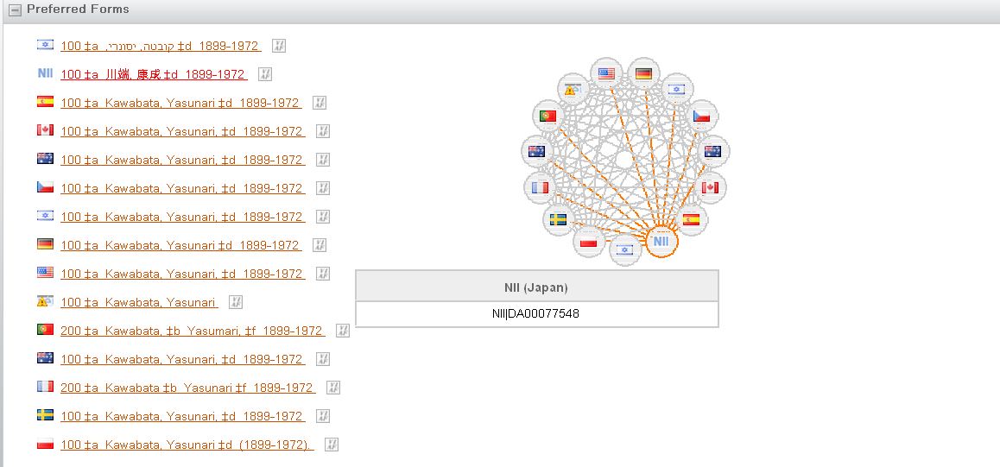 Preferred Forms
100 ‡a ‏קובטה, יסונרי,‏ ‡d 1899-1972
NII 100 ‡a 川端, 康成 ‡d 1899-1972
100 ‡a Kawabata, Yasunari ‡d 1899-1972
100 ‡a Kawabata, Yasunari, ‡d 1899-1972
100 ‡a Kawabata, Yasunari, ‡d 1899-1972
100 ‡a Kawabata, Yasunari, ‡d 1899-1972
100 ‡a Kawabata, Yasunari, ‡d 1899-1972
100 ‡a Kawabata, Yasunari ‡d 1899-1972
100 ‡a Kawabata, Yasunari, ‡d 1899-1972
100 ‡a Kawabata, Yasunari
200 ‡a Kawabata, ‡b Yasumari, ‡f 1899-1972
100 ‡a Kawabata, Yasunari, ‡d 1899-1972
200 ‡a Kawabata ‡b Yasunari ‡f 1899-1972
100 ‡a Kawabata, Yasunari, ‡d 1899-1972
100 ‡a Kawabata, Yasunari ‡d (1899-1972).
NII
NII (Japan)
NII|DA00077548